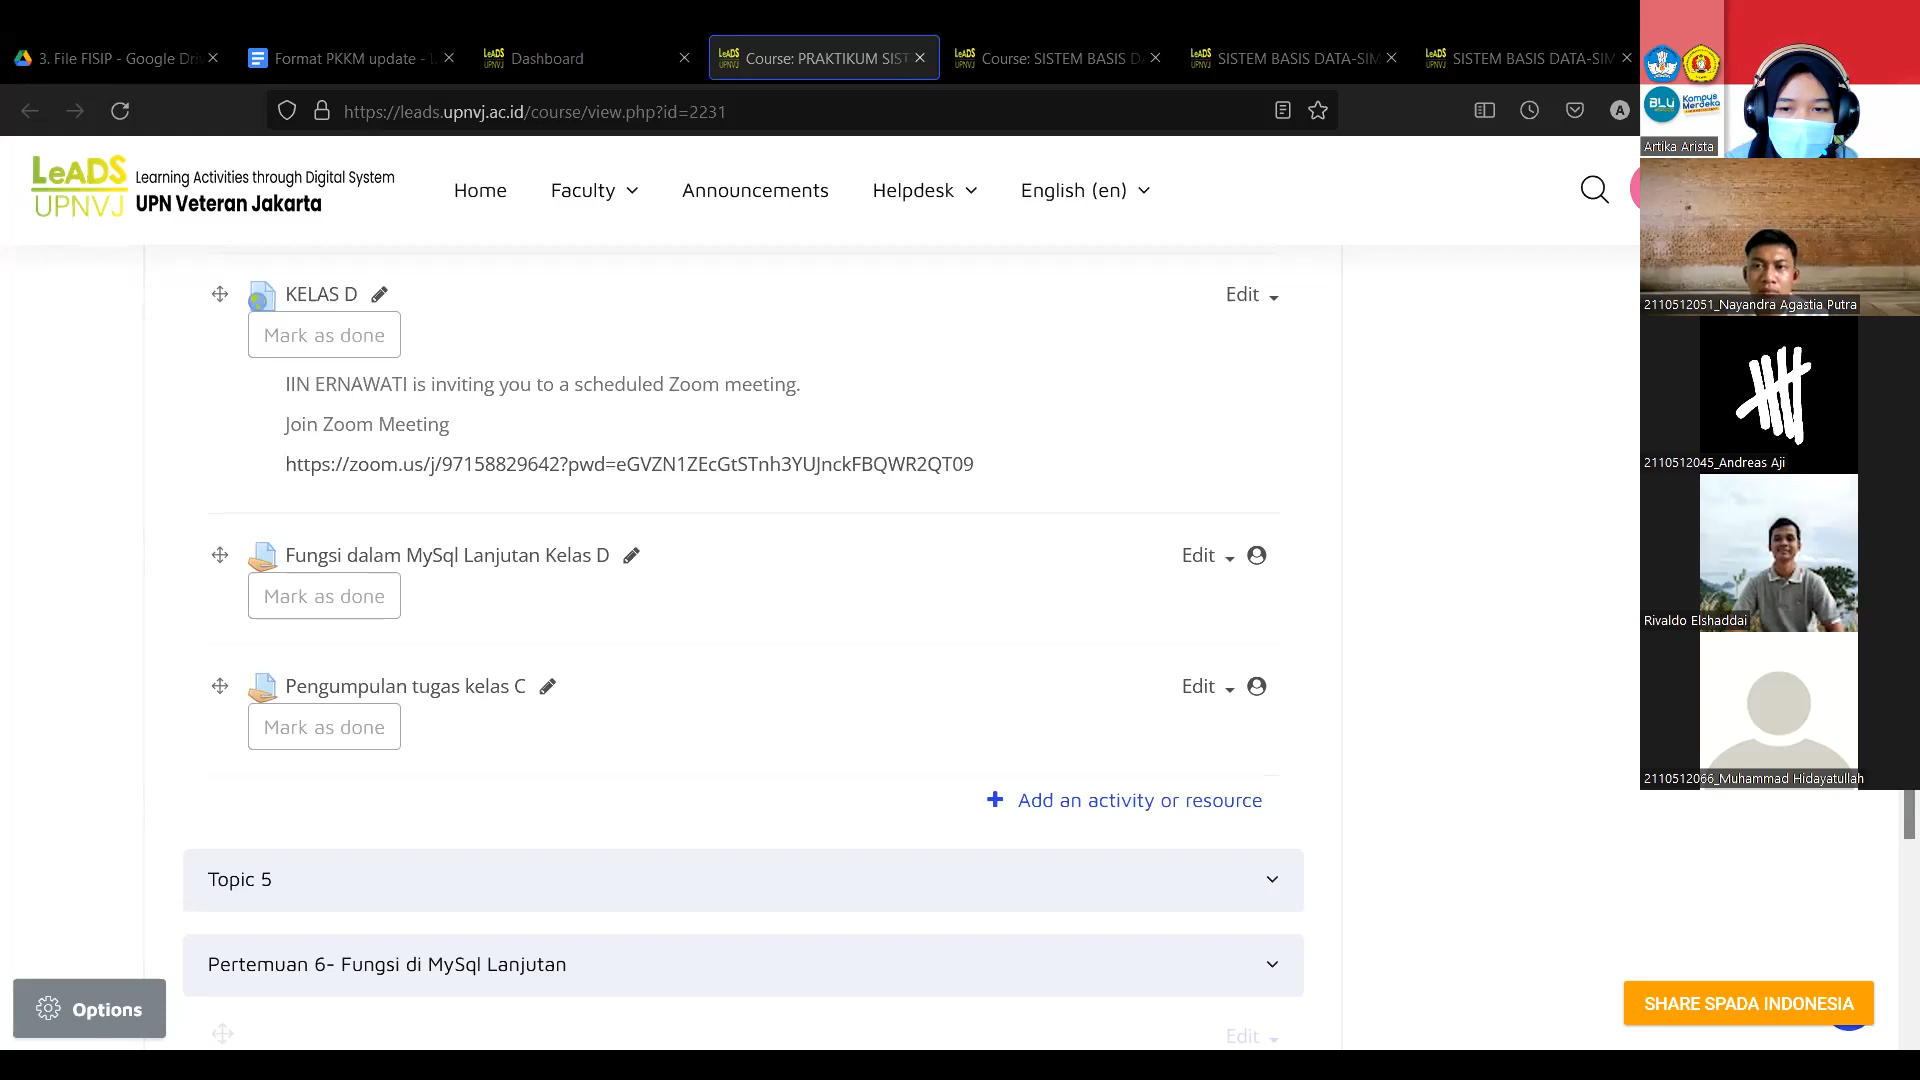 3. File FISIP - Google Dri
Format PKKM update -
Dashboard
Course: PRAKTIKUM SIST
Course: SISTEM BASIS D
SISTEM BASIS DATA-SIM
SISTEM BASIS DATA-SIM
https://leads.upnvj.ac.id/course/view.php?id=2231
LeADS
UPNVJ
Learning Activities through Digital System
UPN Veteran Jakarta
Home
Faculty
Announcements
Helpdesk
English (en)
KELAS D
Edit
Mark as done
IIN ERNAWATI is inviting you to a scheduled Zoom meeting.
Join Zoom Meeting
https://zoom.us/j/97158829642?pwd=eGVZN1ZEcGtSTnh3YUJnckFBQWR2QT09
Fungsi dalam MySql Lanjutan Kelas D
Edit
Mark as done
Pengumpulan tugas kelas C
Edit
Mark as done
+ Add an activity or resource
Topic 5
Pertemuan 6- Fungsi di MySql Lanjutan
Edit
Options
SHARE SPADA INDONESIA
BLU
Kampus
Merdeka
Artika Arista
2110512051_Nayandra Agastia Putra
2110512045_Andreas Aji
Rivaldo Elshaddai
2110512066_Muhammad Hidayatullah